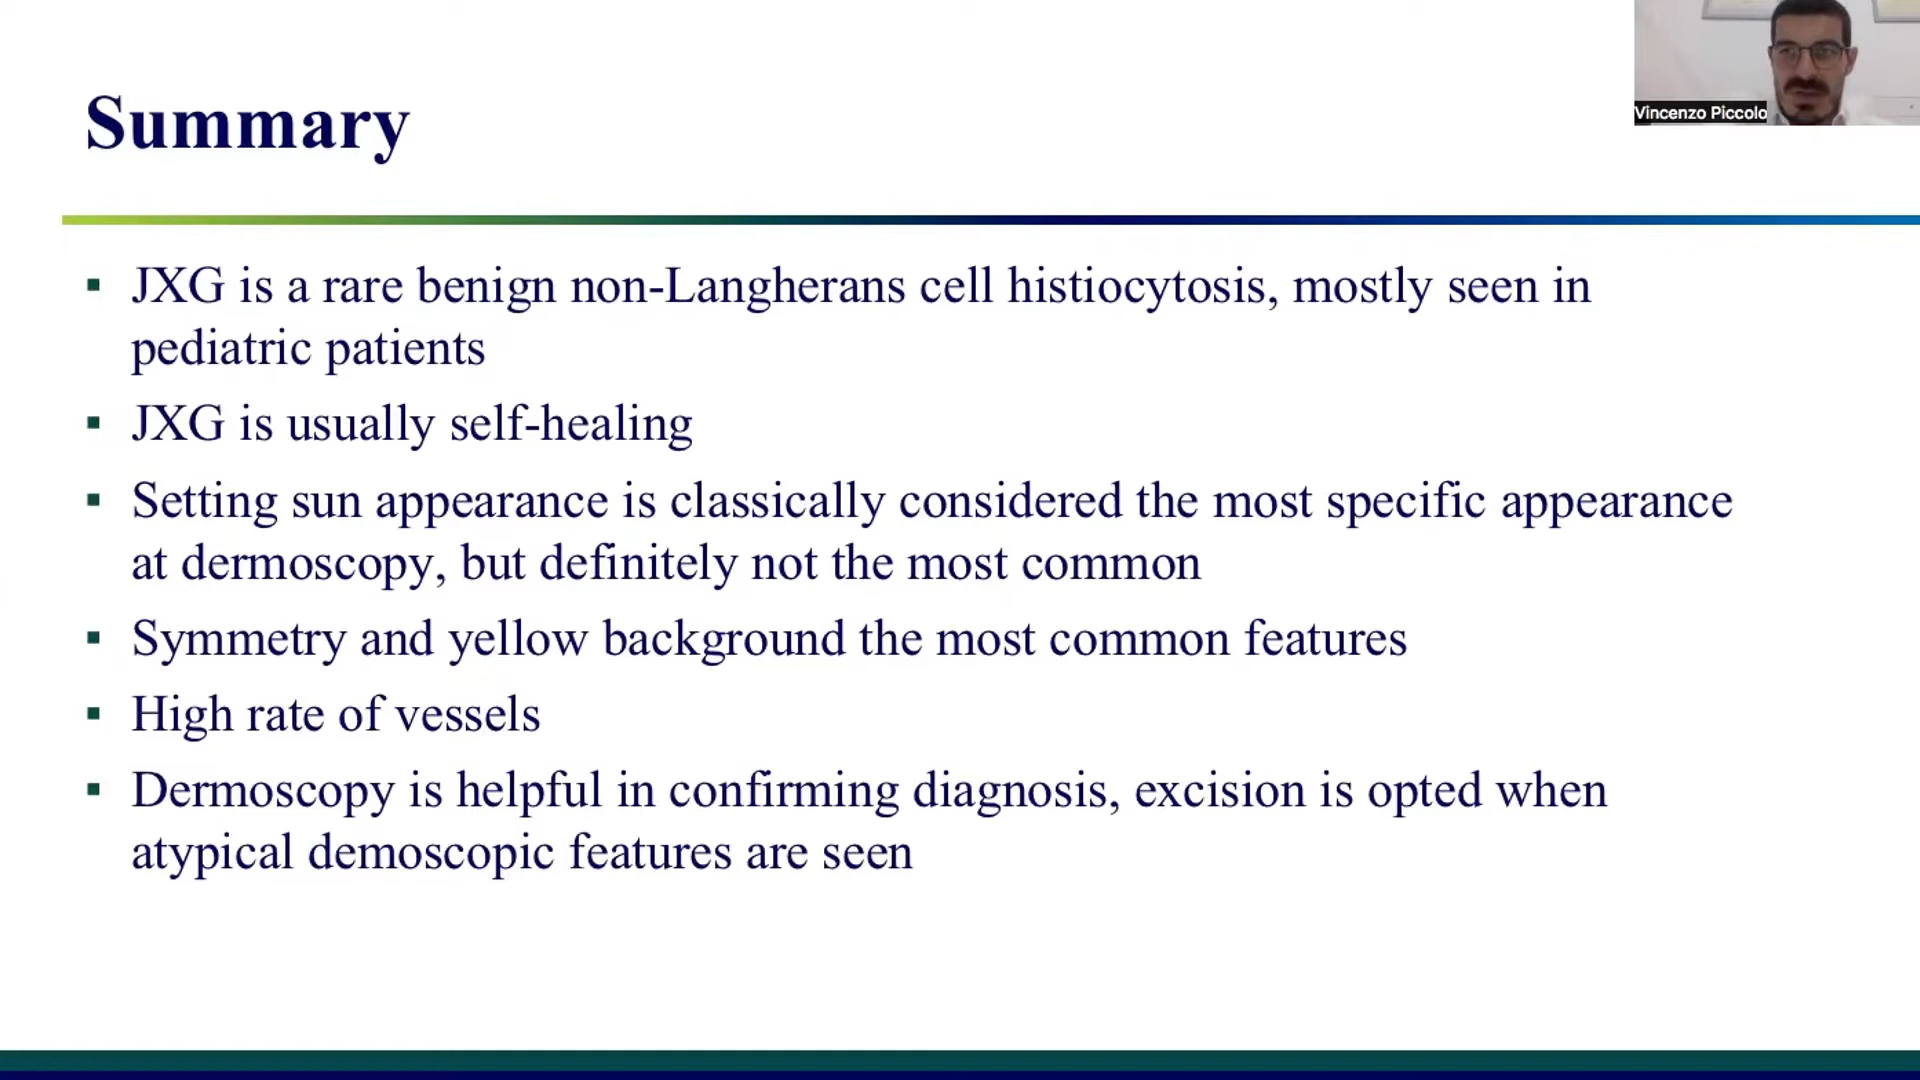 Vincenzo Piccolo
Summary
▪ JXG is a rare benign non-Langherans cell histiocytosis, mostly seen in
pediatric patients
▪ JXG is usually self-healing
▪ Setting sun appearance is classically considered the most specific appearance
at dermoscopy, but definitely not the most common
▪ Symmetry and yellow background the most common features
▪ High rate of vessels
▪ Dermoscopy is helpful in confirming diagnosis, excision is opted when
atypical demoscopic features are seen